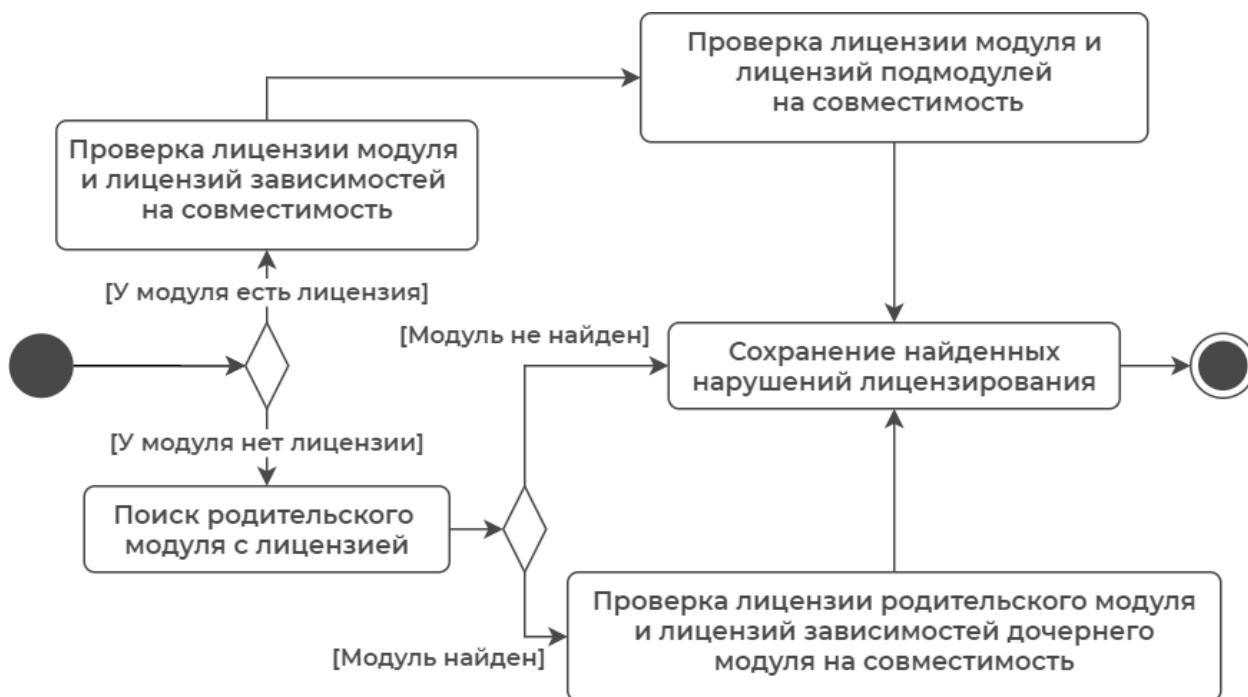 Проверка лицензии модуля и
лицензий подмодулей
на совместимость
Проверка лицензии модуля
и лицензий зависимостей
на совместимость
[У модуля есть лицензия]
[Модуль не найден]
Сохранение найденных
нарушений лицензирования
[У модуля нет лицензии]
Поиск родительского
модуля с лицензией
[Модуль найден]
Проверка лицензии родительского модуля
и лицензий зависимостей дочернего
модуля на совместимость